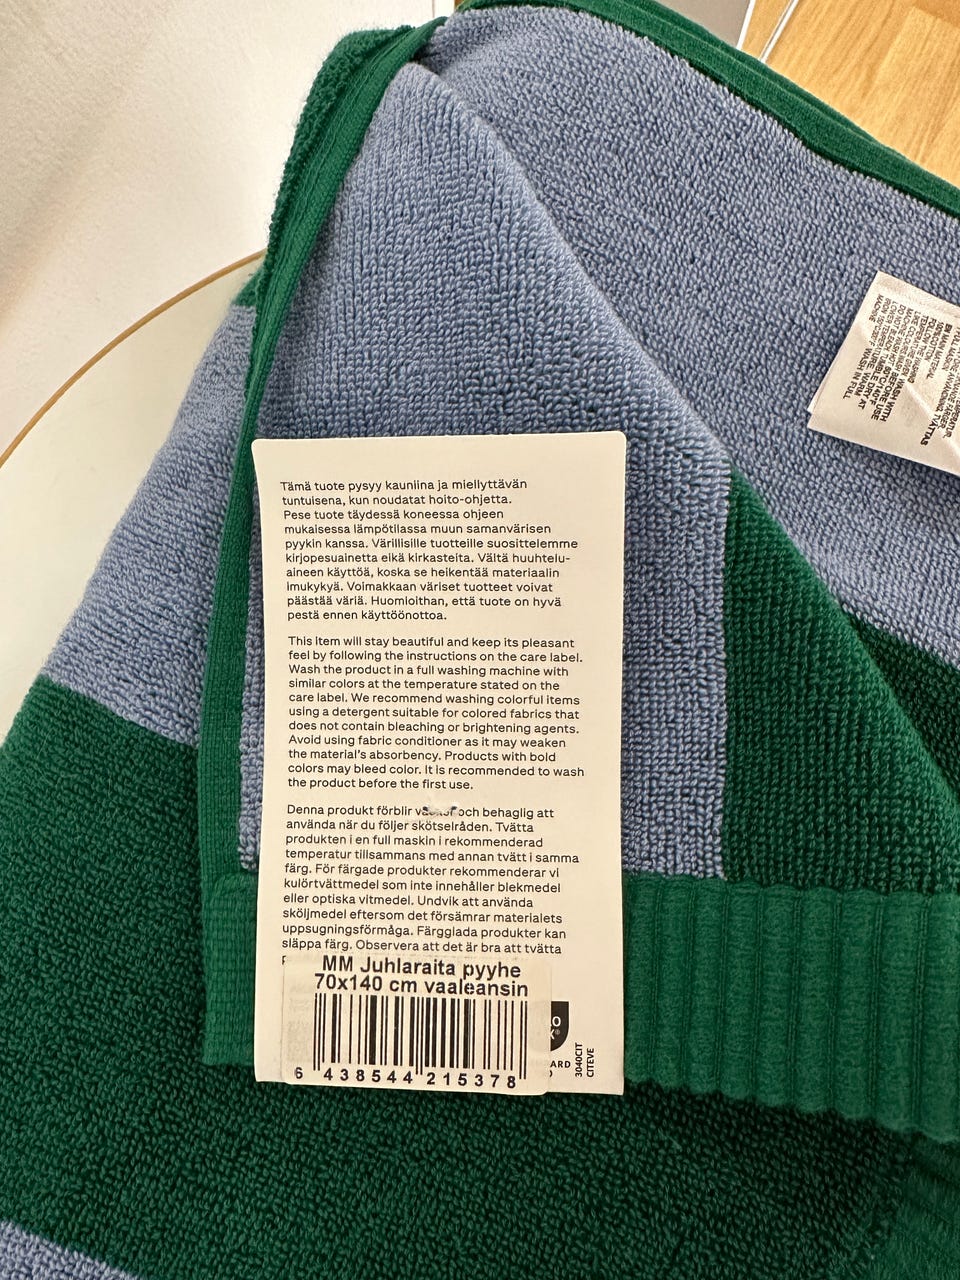 Tämä tuote pysyy kauniina ja miellyttävän
tuntuisena, kun noudatat hoito-ohjetta.
Pese tuote täydessä koneessa ohjeen
mukaisessa lämpötilassa muun samanvärisen
pyykin kanssa. Värillisille tuotteille suosittelemme
kirjopesuainetta eikä kirkasteita. Vältä huuhtelu-
aineen käyttöä, koska se heikentää materiaalin
imukykyä. Voimakkaan väriset tuotteet voivat
päästää väriä. Huomioithan, että tuote on hyvä
pestä ennen käyttöönottoa.
This item will stay beautiful and keep its pleasant
feel by following the instructions on the care label.
Wash the product in a full washing machine with
similar colors at the temperature stated on the
care label. We recommend washing colorful items
using a detergent suitable for colored fabrics that
does not contain bleaching or brightening agents.
Avoid using fabric conditioner as it may weaken
the material's absorbency. Products with bold
colors may bleed color. It is recommended to wash
the product before the first use.
Denna produkt förblir och behaglig att
använda när du följer skötselråden. Tvätta
produkten i en full maskin i rekommenderad
temperatur tillsammans med annan tvätt i samma
färg. För färgade produkter rekommenderar vi
kulörtvättmedel som inte innehåller blekmedel
eller optiska vitmedel. Undvik att använda
sköljmedel eftersom det försämrar materialets
uppsugningsförmåga. Färgglada produkter kan
släppa färg. Observera att det är bra att tvätta
MM Juhlaraita pyyhe
70x140 cm vaaleansin
6 438544 215378
3040CIT
CITEVE